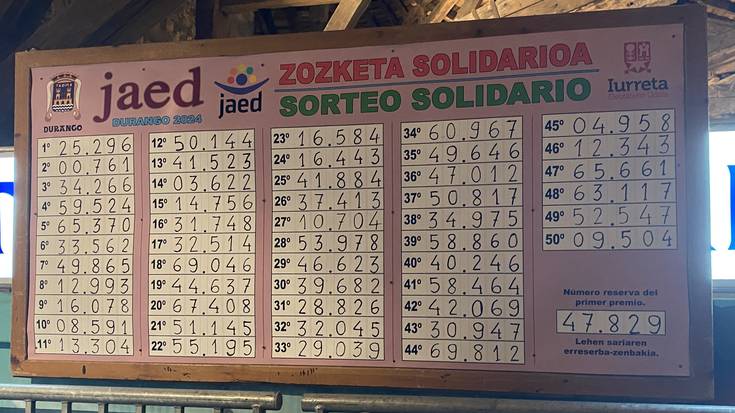 jaed
DURANGO 2024
DURANGO
jaed
ZOZKETA SOLIDARIOA
SORTEO SOLIDARIO
Iurreta
1º 25.296
2º 00.761
3º 34.266
4º 59.524
5º 65.370
6º 33.562
7º 49.865
8º 12.993
9º 16.078
10º 08.591
11º 13.304
12º 50.144
13º 41.523
14º 03.622
15º 14.756
16º 31.748
17º 32.514
18º 69.046
19º 44.637
20º 67.408
21º 51.145
22º 55.195
23º 16.584
24º 16.443
25º 41.884
26º 37.413
27º 10.704
28º 53.978
29º 46.623
30º 39.682
31º 28.826
32º 32.045
33º 29.039
34º 60.967
35º 49.646
36º 47.012
37º 50.817
38º 34.975
39º 58.860
40º 40.246
41º 58.464
42º 42.069
43º 30.947
44º 69.812
45º 04.958
46º 12.343
47º 65.661
48º 63.117
49º 52.547
50º 09.504
Número reserva del
primer premio.
47.829
Lehen sariaren
erreserba-zenbakia.